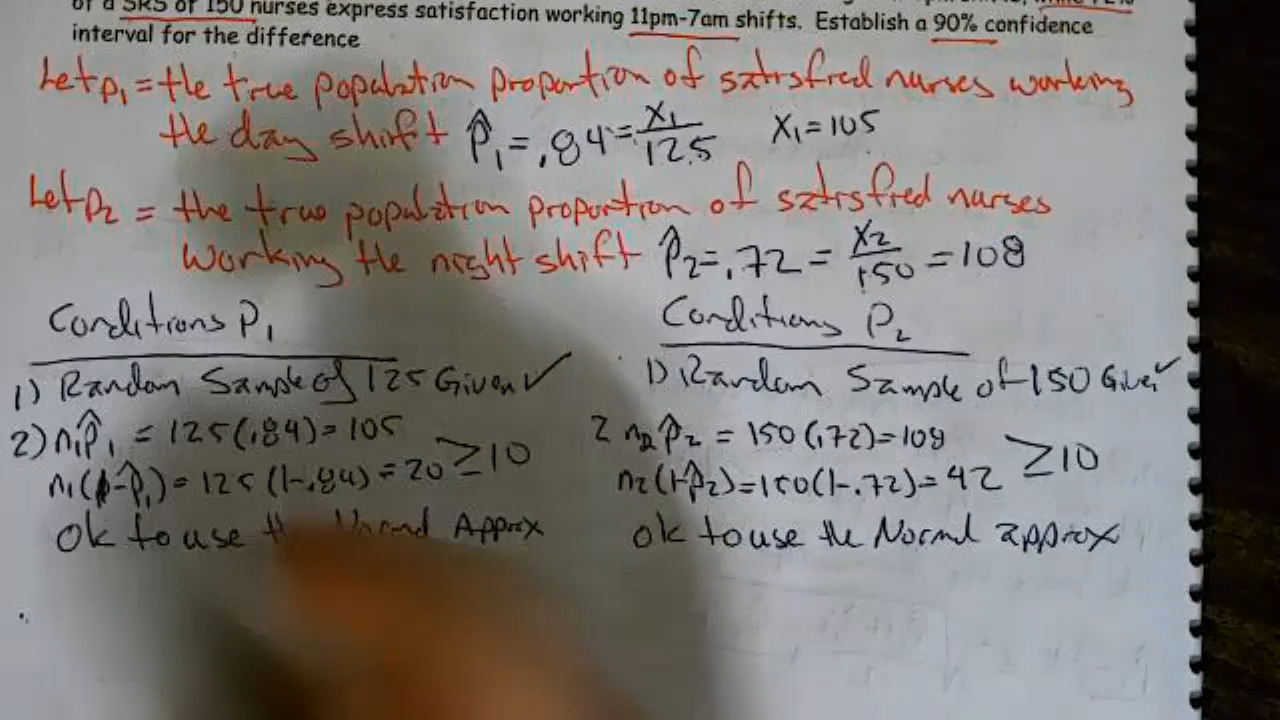 of a SRS of 150 nurses express satisfaction working 11pm-7am shifts. Establish a 90% confidence
interval for the difference
Let p₁ = the true population proportion of satisfied nurses working
the day shift p̂₁ = .84 = x₁/125 x₁ = 105
Let p₂ = the true population proportion of satisfied nurses
working the night shift p̂₂ = .72 = x₂/150 = 108
Conditions P₁
1) Random Sample of 125 Given ✓
2) n₁p̂₁ = 125(.84) = 105
n₁(1-p̂₁) = 125(1-.84) = 20 ≥ 10
ok to use the Normal Approx
Conditions P₂
1) Random Sample of 150 Given ✓
2 n₂p̂₂ = 150(.72) = 108
n₂(1-p̂₂) = 150(1-.72) = 42 ≥ 10
ok to use the Normal approx